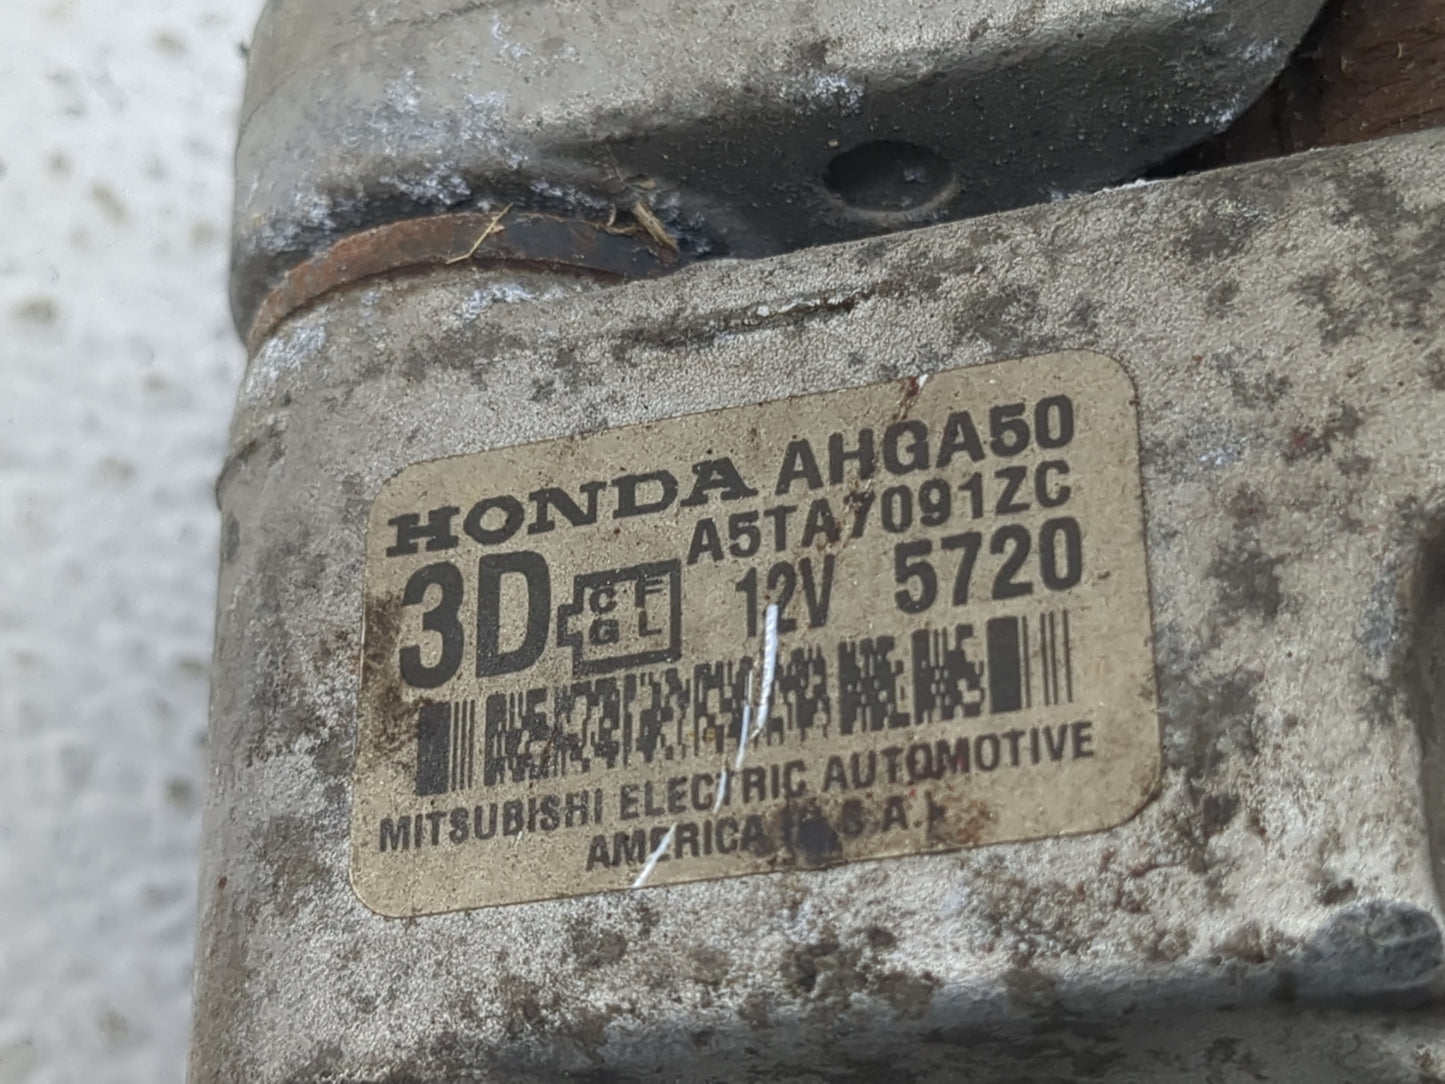 HONDA AHGA50
A5TA7091ZC
3D C F 12V 5720
G L
MITSUBISHI ELECTRIC AUTOMOTIVE
AMERICA (U.S.A.)